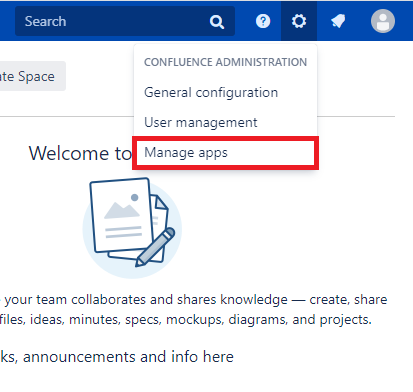 Search
ate Space
CONFLUENCE ADMINISTRATION
General configuration
User management
Manage apps
Welcome to
your team collaborates and shares knowledge — create, share
files, ideas, minutes, specs, mockups, diagrams, and projects.
ks, announcements and info here